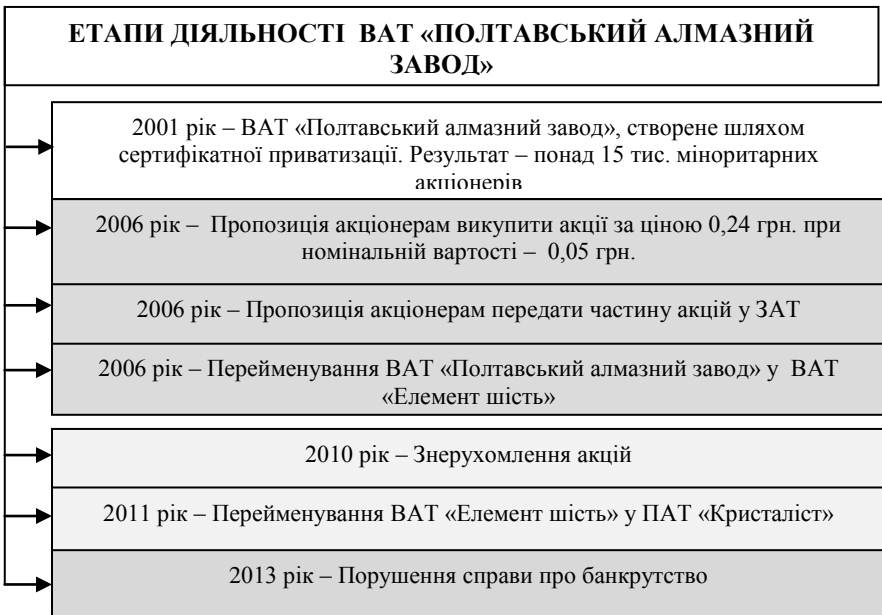 ЕТАПИ ДІЯЛЬНОСТІ ВАТ «ПОЛТАВСЬКИЙ АЛМАЗНИЙ
ЗАВОД»
2001 рік – ВАТ «Полтавський алмазний завод», створене шляхом
сертифікатної приватизації. Результат – понад 15 тис. міноритарних
акціонерів
2006 рік – Пропозиція акціонерам викупити акції за ціною 0,24 грн. при
номінальній вартості – 0,05 грн.
2006 рік – Пропозиція акціонерам передати частину акцій у ЗАТ
2006 рік – Перейменування ВАТ «Полтавський алмазний завод» у ВАТ
«Елемент шість»
2010 рік – Знерухомлення акцій
2011 рік – Перейменування ВАТ «Елемент шість» у ПАТ «Кристаліст»
2013 рік – Порушення справи про банкрутство